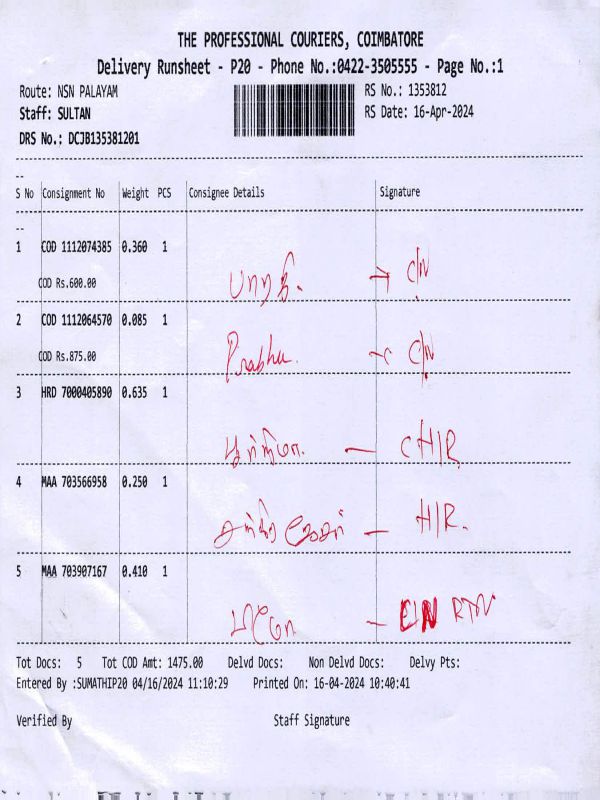 THE PROFESSIONAL COURIERS, COIMBATORE
Delivery Runsheet - P20 - Phone No.:0422-3505555 - Page No.:1
Route: NSN PALAYAM RS No.: 1353812
Staff: SULTAN RS Date: 16-Apr-2024
DRS No.: DCJB135381201
--
S No Consignment No Weight PCS Consignee Details Signature
--
1 COD 1112074385 0.360 1
COD Rs.600.00
பாரதி. → C/N
2 COD 1112064570 0.085 1
COD Rs.875.00
Prabhu. C/N
3 HRD 7000405890 0.635 1
— CH/R
4 MAA 703566958 0.250 1
— H/R.
5 MAA 703907167 0.410 1
Tot Docs: 5 Tot COD Amt: 1475.00 Delvd Docs: Non Delvd Docs: Delvy Pts:
Entered By :SUMATHIP20 04/16/2024 11:10:29 Printed On: 16-04-2024 10:40:41
Verified By Staff Signature